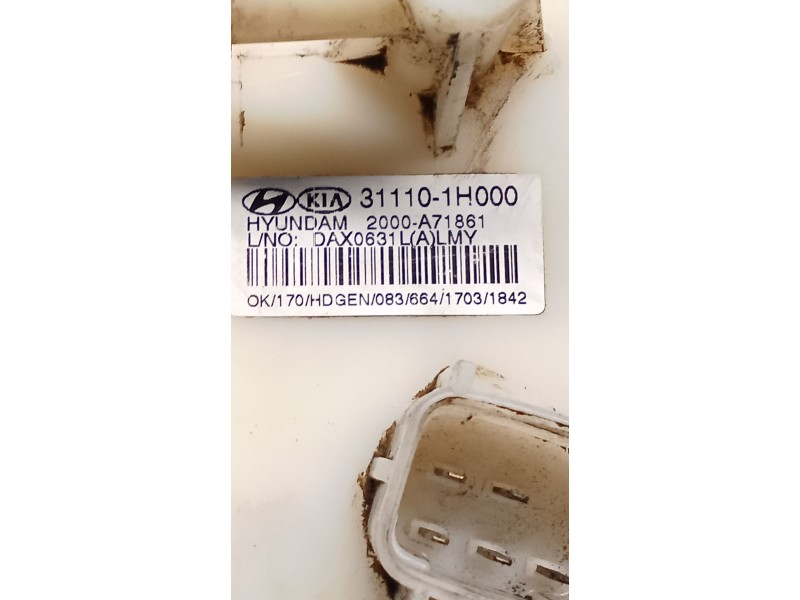 KIA 31110-1H000
HYUNDAM 2000-A71861
L/NO: DAX0631L(A)LMY
OK/170/HDGEN/083/664/1703/1842